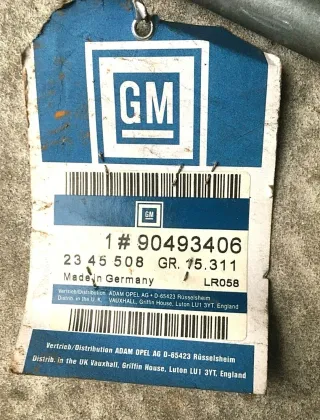 GM
GM
1# 90493406
23 45 508 GR. 15.311
Made in Germany LR058
Vertrieb/Distribution ADAM OPEL AG • D-65423 Rüsselsheim
Distrib. in the U.K. VAUXHALL, Griffin House, Luton LU1 3YT, England
Vertrieb/Distribution ADAM OPEL AG D-65423 Rüsselsheim
Distrib. in the UK Vauxhall, Griffin House, Luton LU1 3YT, England